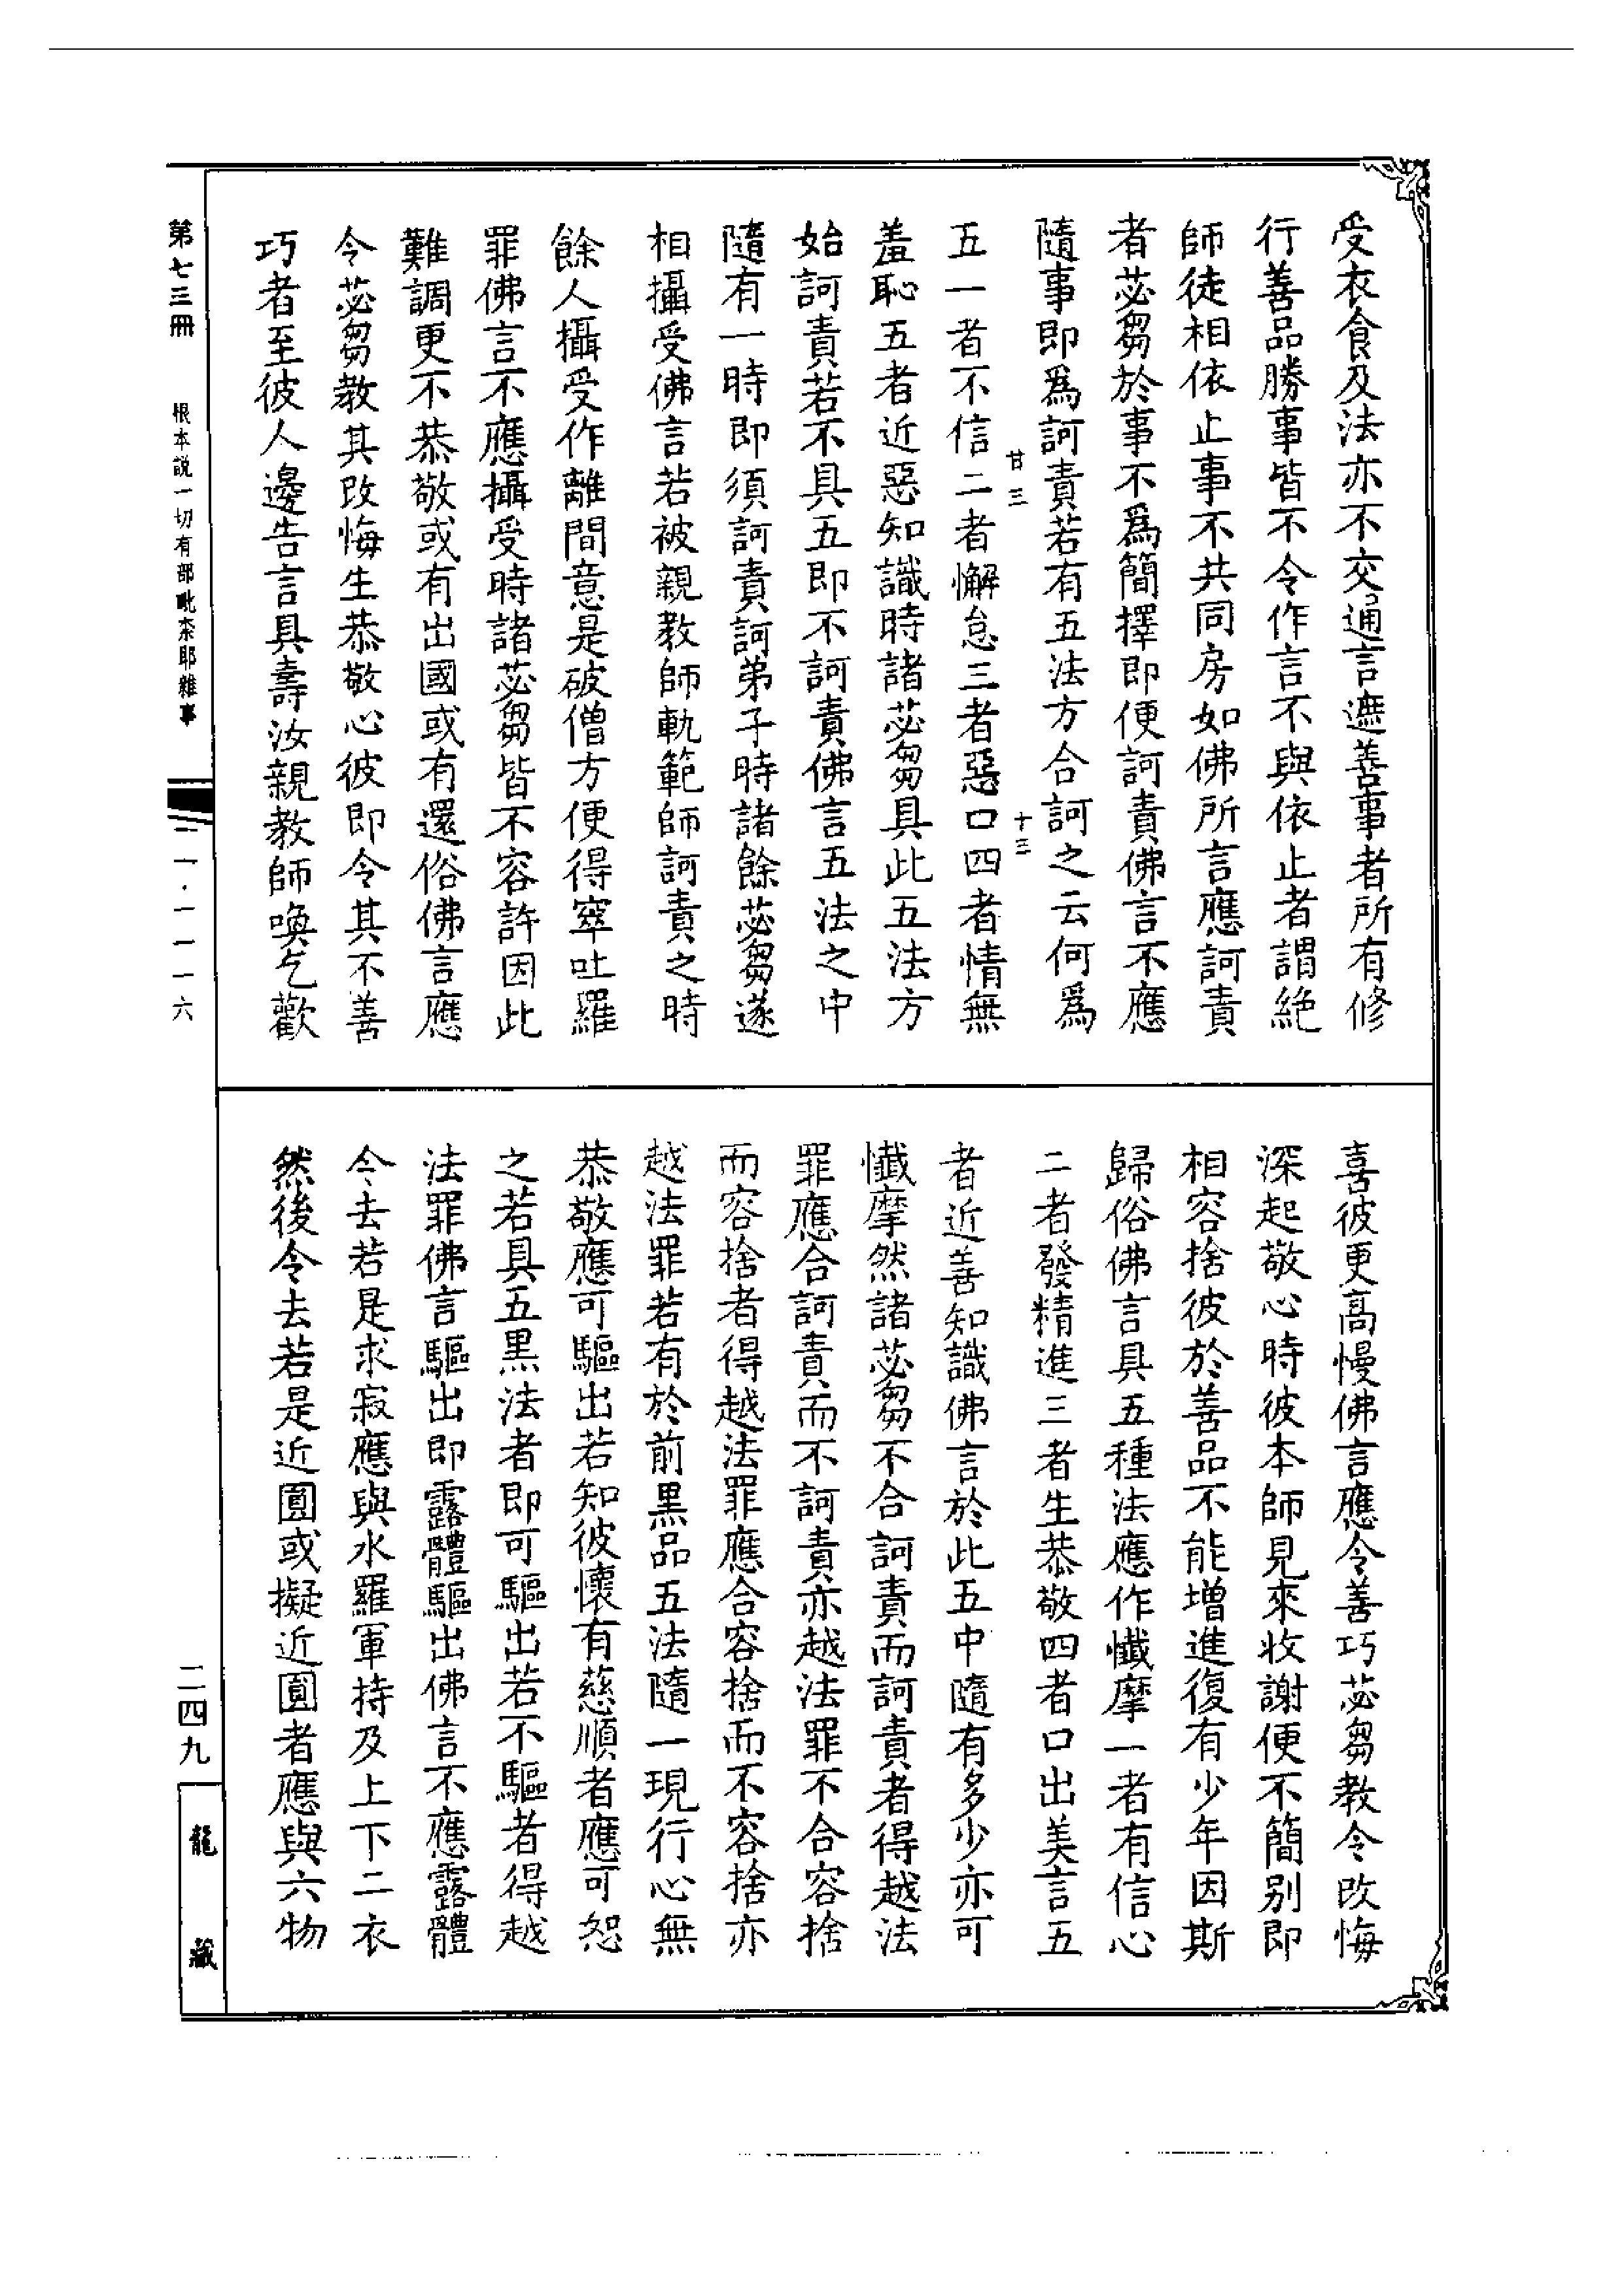 受衣食及法亦不交通言遮善事者所有修
行善品勝事皆不令作言不與依止者謂絶
師徒相依止事不共同房如佛所言應訶責
者苾芻於事不爲簡擇即便訶責佛言不應
隨事即爲訶責若有五法方合訶之云何爲
甘三
十三
五一者不信二者懈怠三者惡口四者情無
羞恥五者近惡知識時諸苾芻具此五法方
始訶責若不具五即不訶責佛言五法之中
隨有一時即須訶責訶弟子時諸餘苾芻遂
相攝受佛言若被親教師軌範師訶責之時
餘人攝受作離間意是破僧方便得窣吐羅
罪佛言不應攝受時諸苾芻皆不容許因此
難調更不恭敬或有出國或有還俗佛言應
令苾芻教其改悔生恭敬心彼即令其不善
巧者至彼人邊告言具壽汝親教師喚乞歡
喜彼更高慢佛言應令善巧苾芻教令改悔
深起敬心時彼本師見來收謝便不簡别即
相容捨彼於善品不能增進復有少年因斯
歸俗佛言具五種法應作懺摩一者有信心
二者發精進三者生恭敬四者口出美言五
者近善知識佛言於此五中隨有多少亦可
懺摩然諸苾芻不合訶責而訶責者得越法
罪應合訶責而不訶責亦越法罪不合容捨
而容捨者得越法罪應合容捨而不容捨亦
越法罪若有於前黑品五法隨一現行心無
恭敬應可驅出若知彼懷有慈順者應可恕
之若具五黑法者即可驅出若不驅者得越
法罪佛言驅出即露體驅出佛言不應露體
令去若是求寂應與水羅軍持及上下二衣
然後令去若是近圓或擬近圓者應與六物
第七三冊
根本説一切有部毗柰耶雜事
二一·一一一六
二四九
龍藏